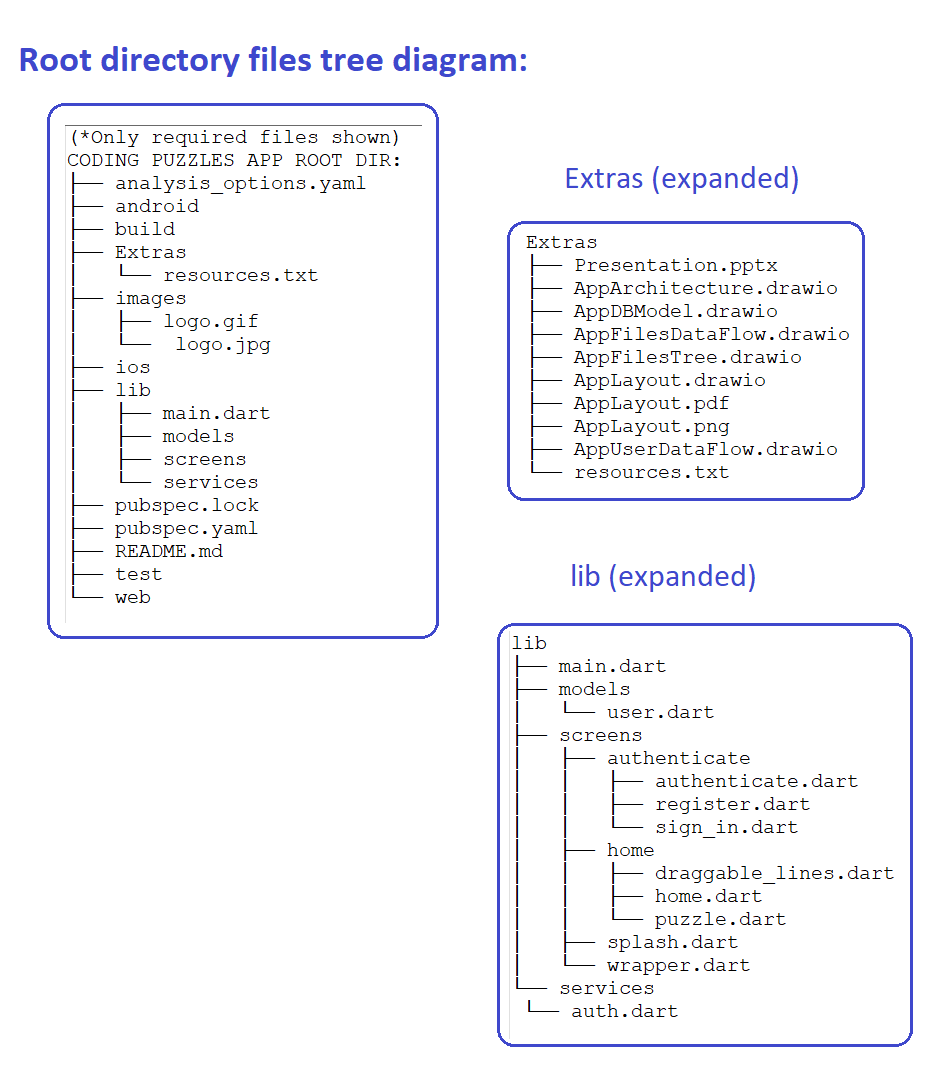 Root directory files tree diagram:
(*Only required files shown)
CODING PUZZLES APP ROOT DIR:
├── analysis_options.yaml
├── android
├── build
├── Extras
│   └── resources.txt
├── images
│   ├── logo.gif
│   └── logo.jpg
├── ios
├── lib
│   ├── main.dart
│   ├── models
│   ├── screens
│   └── services
├── pubspec.lock
├── pubspec.yaml
├── README.md
├── test
└── web
Extras (expanded)
Extras
├── Presentation.pptx
├── AppArchitecture.drawio
├── AppDBModel.drawio
├── AppFilesDataFlow.drawio
├── AppFilesTree.drawio
├── AppLayout.drawio
├── AppLayout.pdf
├── AppLayout.png
├── AppUserDataFlow.drawio
└── resources.txt
lib (expanded)
lib
├── main.dart
├── models
│   └── user.dart
├── screens
│   ├── authenticate
│   │   ├── authenticate.dart
│   │   ├── register.dart
│   │   └── sign_in.dart
│   ├── home
│   │   ├── draggable_lines.dart
│   │   ├── home.dart
│   │   └── puzzle.dart
│   ├── splash.dart
│   └── wrapper.dart
└── services
 └── auth.dart